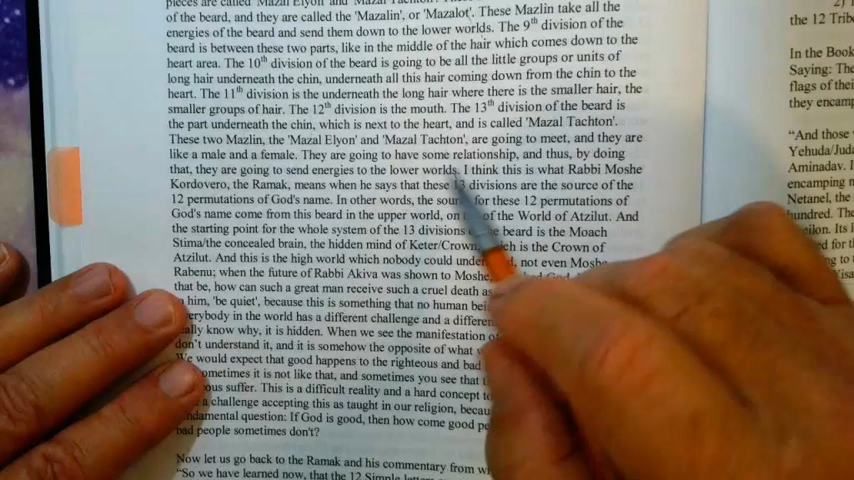 pieces are called 'Mazal Elyon' and 'Mazal
of the beard, and they are called the 'Mazalin', or 'Mazalot'. These Mazlin take all the
energies of the beard and send them down to the lower worlds. The 9th division of the
beard is between these two parts, like in the middle of the hair which comes down to the
heart area. The 10th division of the beard is going to be all the little groups or units of
long hair underneath the chin, underneath all this hair coming down from the chin to the
heart. The 11th division is the underneath the long hair where there is the smaller hair, the
smaller groups of hair. The 12th division is the mouth. The 13th division of the beard is
the part underneath the chin, which is next to the heart, and is called 'Mazal Tachton'.
These two Mazlin, the 'Mazal Elyon' and 'Mazal Tachton', are going to meet, and they are
like a male and a female. They are going to have some relationship, and thus, by doing
that, they are going to send energies to the lower worlds. I think this is what Rabbi Moshe
Kordovero, the Ramak, means when he says that these 13 divisions are the source of the
12 permutations of God's name. In other words, the for these 12 permutations of
God's name come from this beard in the upper world, on of the World of Atzilut. And
the starting point for the whole system of the 13 divisions beard is the Moach
Stima/the concealed brain, the hidden mind of Keter/Crown, is the Crown of
Atzilut. And this is the high world which nobody could not even Moshe
Rabenu; when the future of Rabbi Akiva was shown to Moshe, God,
that be, how can such a great man receive such a cruel death as
him, 'be quiet', because this is something that no human
everybody in the world has a different challenge and a
know why, it is hidden. When we see the manifestation
don't understand it, and it is somehow the opposite of what
We would expect that good happens to the righteous and bad
it is not like that, and sometimes you see that
suffer. This is a difficult reality and a hard concept
a challenge accepting this as taught in our religion,
question: If God is good, then how come good
bad people sometimes don't?
Now let us go back to the Ramak and his commentary from
"So we have learned now, that the 12 Simple
2)
the 12
In the Book
Saying: The
flags of
they
"And those
Yehuda/Juda
Aminadav. I
encamping
Netanel, the
hundred. The
Its
for
to